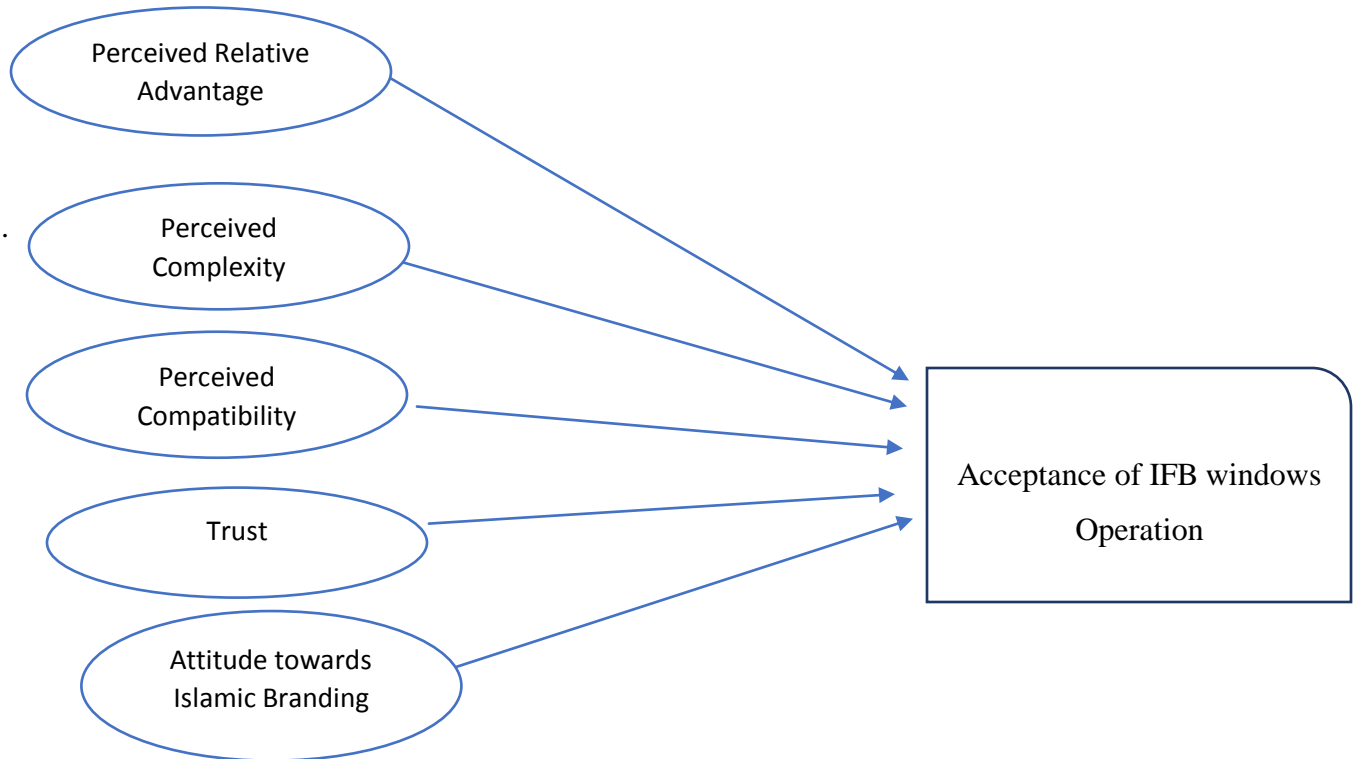 Perceived Relative
Advantage
.
Perceived
Complexity
Perceived
Compatibility
Trust
Attitude towards
Islamic Branding
Acceptance of IFB windows
Operation